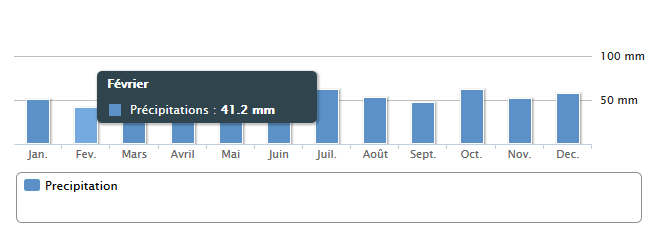 100 mm
Février
Précipitations : 41.2 mm
50 mm
Jan. Fev. Mars Avril Mai Juin Juil. Août Sept. Oct. Nov. Dec.
Precipitation